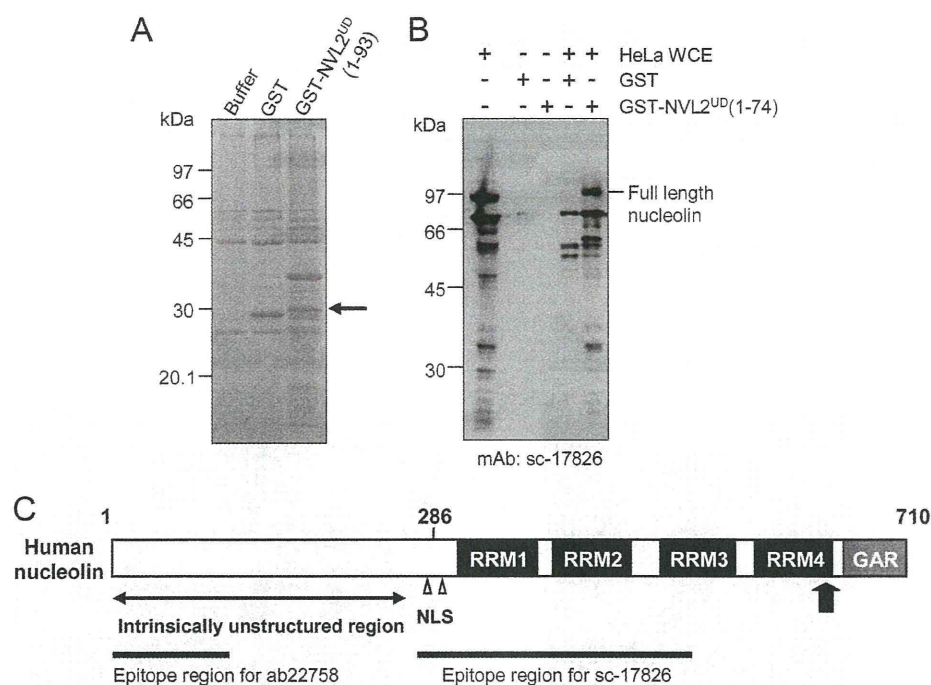 A
Buffer
GST
GST-NVL2UD
(1-93)
kDa
97
66
45
30
20.1
B
+ - - + + HeLa WCE
- + - + - GST
- - + - + GST-NVL2UD(1-74)
kDa
97
66
45
30
Full length
nucleolin
mAb: sc-17826
C
1
286
710
Human
nucleolin
RRM1
RRM2
RRM3
RRM4
GAR
NLS
Intrinsically unstructured region
Epitope region for ab22758
Epitope region for sc-17826